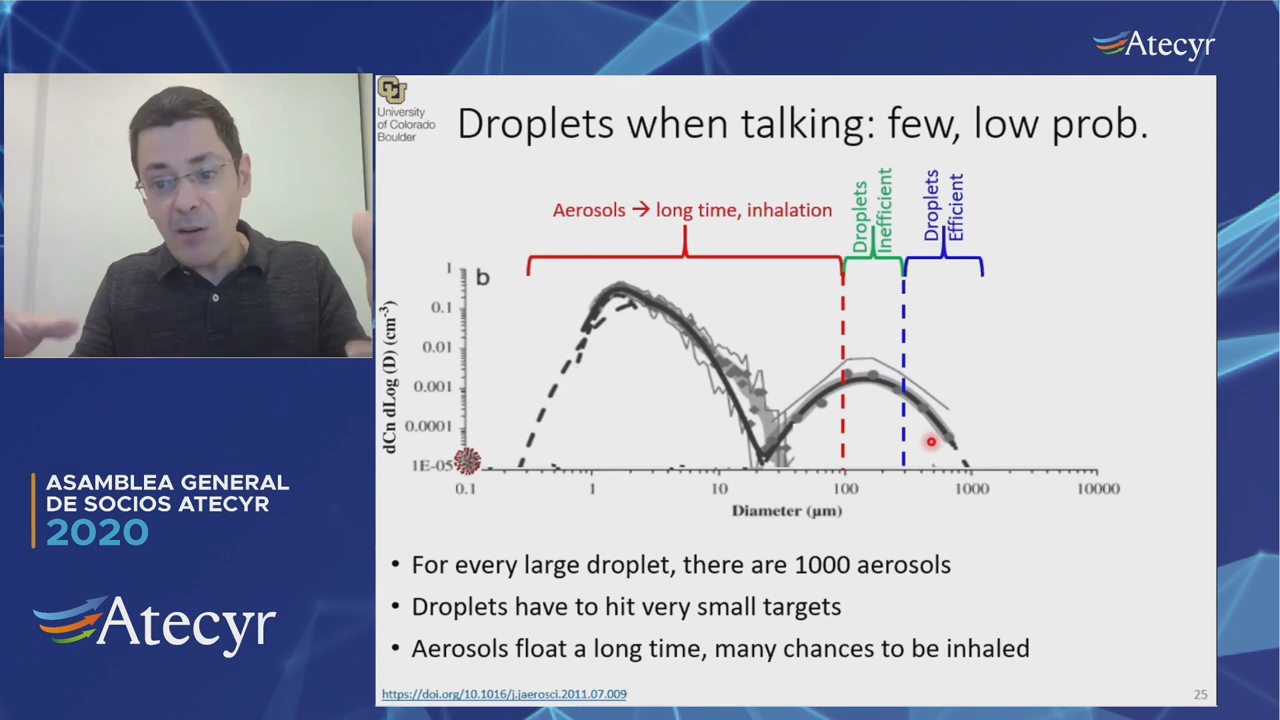 Atecyr
University
of Colorado
Boulder
Droplets when talking: few, low prob.
Aerosols → long time, inhalation
Droplets
Inefficient
Droplets
Efficient
b
dCn dLog (D) (cm-3)
1
0.1
0.01
0.001
0.0001
1E-05
0.1 1 10 100 1000 10000
Diameter (μm)
• For every large droplet, there are 1000 aerosols
• Droplets have to hit very small targets
• Aerosols float a long time, many chances to be inhaled
https://doi.org/10.1016/j.jaerosci.2011.07.009
25
ASAMBLEA GENERAL
DE SOCIOS ATECYR
2020
Atecyr